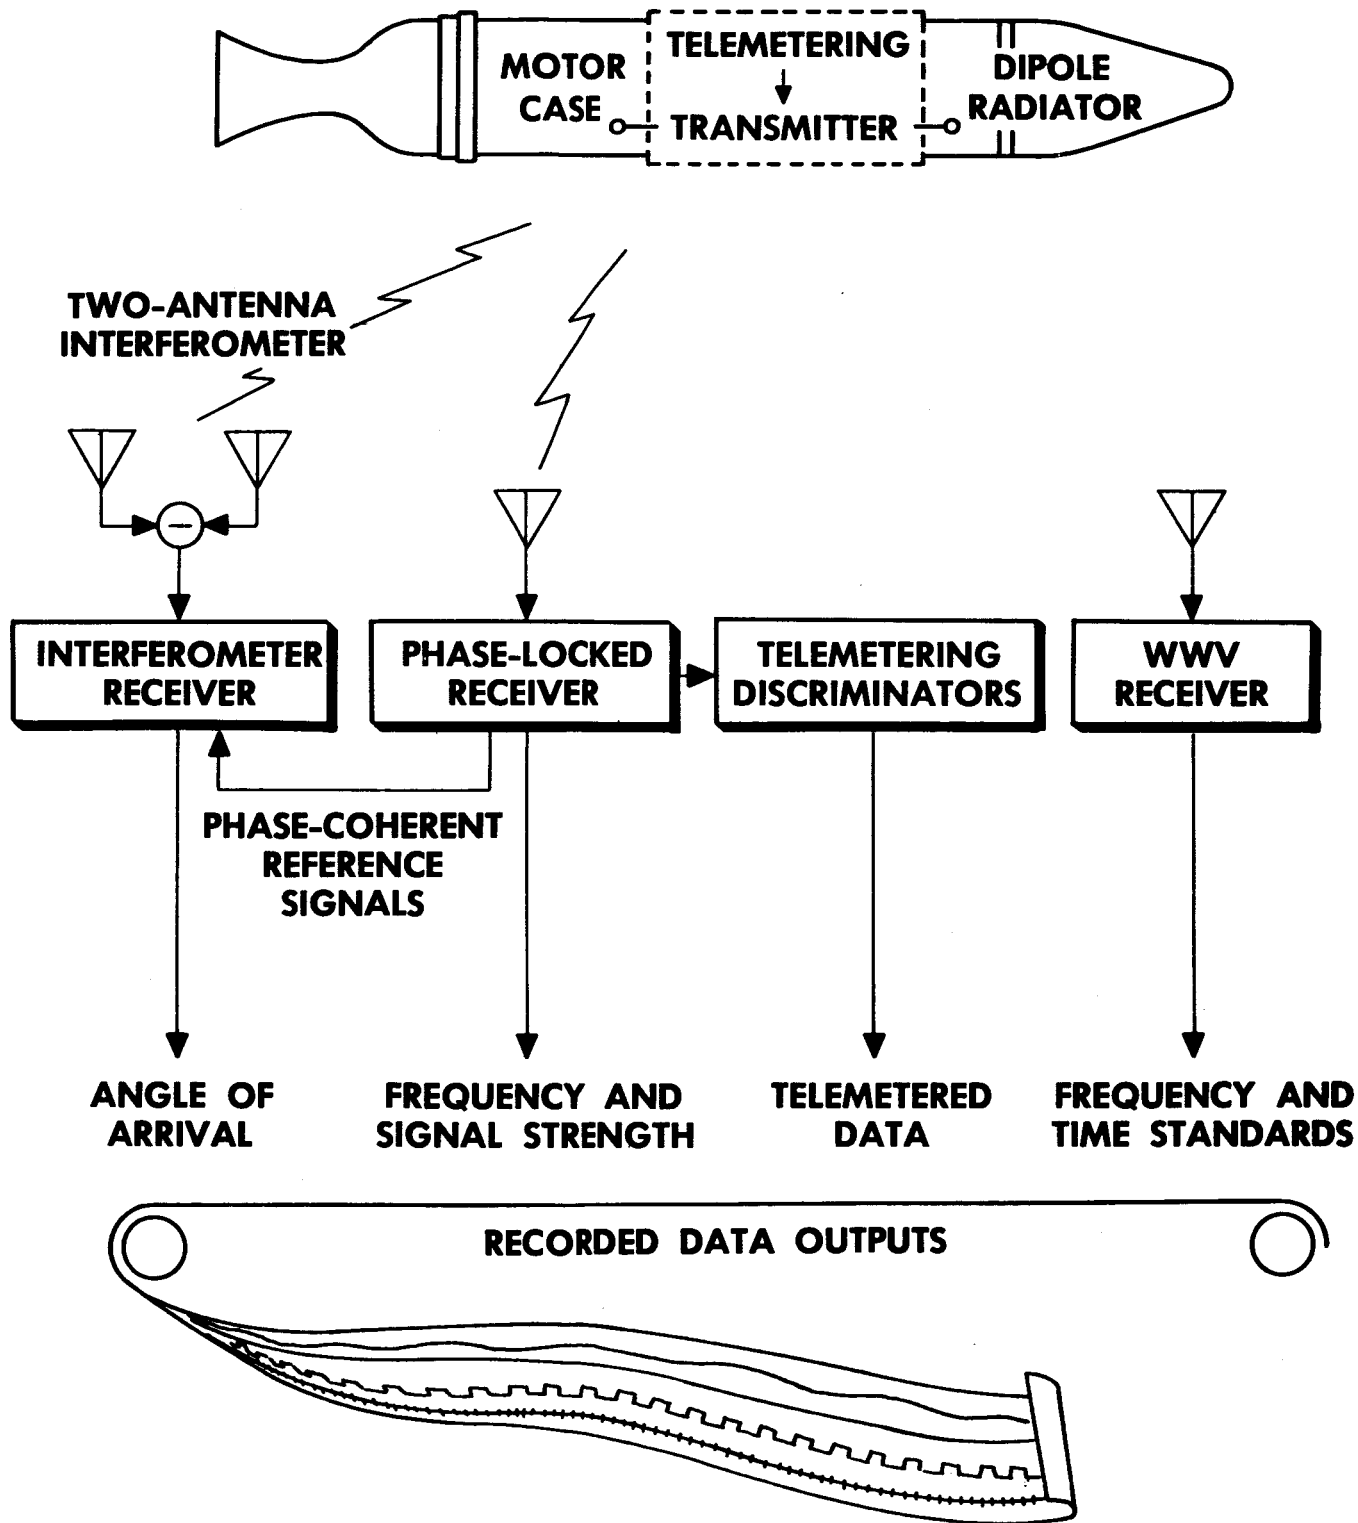 MOTOR
CASE
TELEMETERING
TRANSMITTER
DIPOLE
RADIATOR
TWO-ANTENNA
INTERFEROMETER
INTERFEROMETER
RECEIVER
PHASE-LOCKED
RECEIVER
TELEMETERING
DISCRIMINATORS
WWV
RECEIVER
PHASE-COHERENT
REFERENCE
SIGNALS
ANGLE OF
ARRIVAL
FREQUENCY AND
SIGNAL STRENGTH
TELEMETERED
DATA
FREQUENCY AND
TIME STANDARDS
RECORDED DATA OUTPUTS